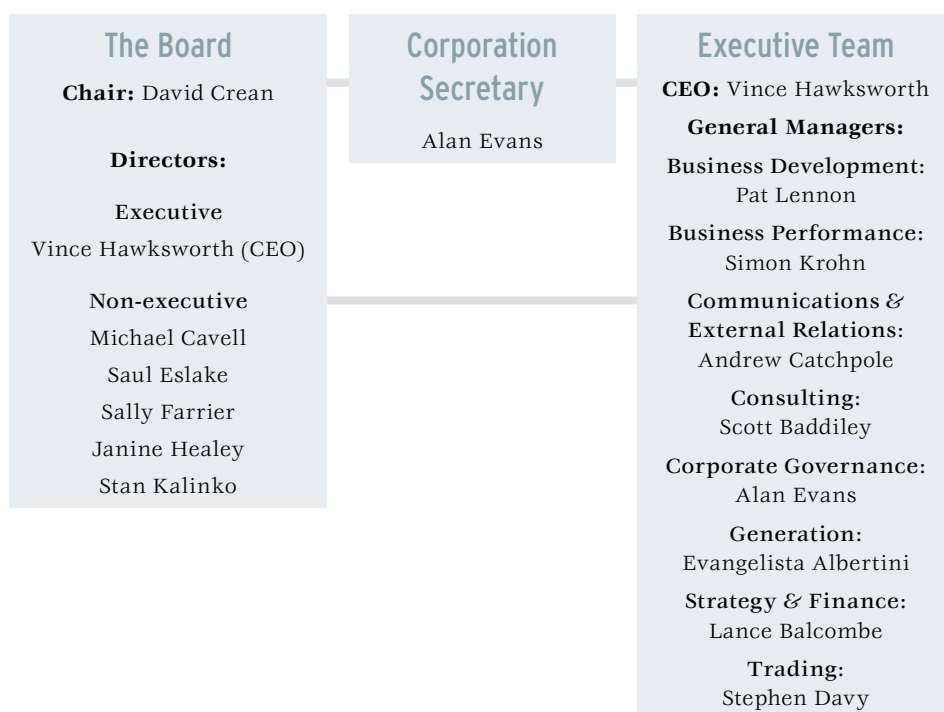 The Board
Chair: David Crean
Directors:
Executive
Vince Hawksworth (CEO)
Non-executive
Michael Cavell
Saul Eslake
Sally Farrier
Janine Healey
Stan Kalinko
Corporation
Secretary
Alan Evans
Executive Team
CEO: Vince Hawksworth
General Managers:
Business Development:
Pat Lennon
Business Performance:
Simon Krohn
Communications &
External Relations:
Andrew Catchpole
Consulting:
Scott Baddiley
Corporate Governance:
Alan Evans
Generation:
Evangelista Albertini
Strategy & Finance:
Lance Balcombe
Trading:
Stephen Davy